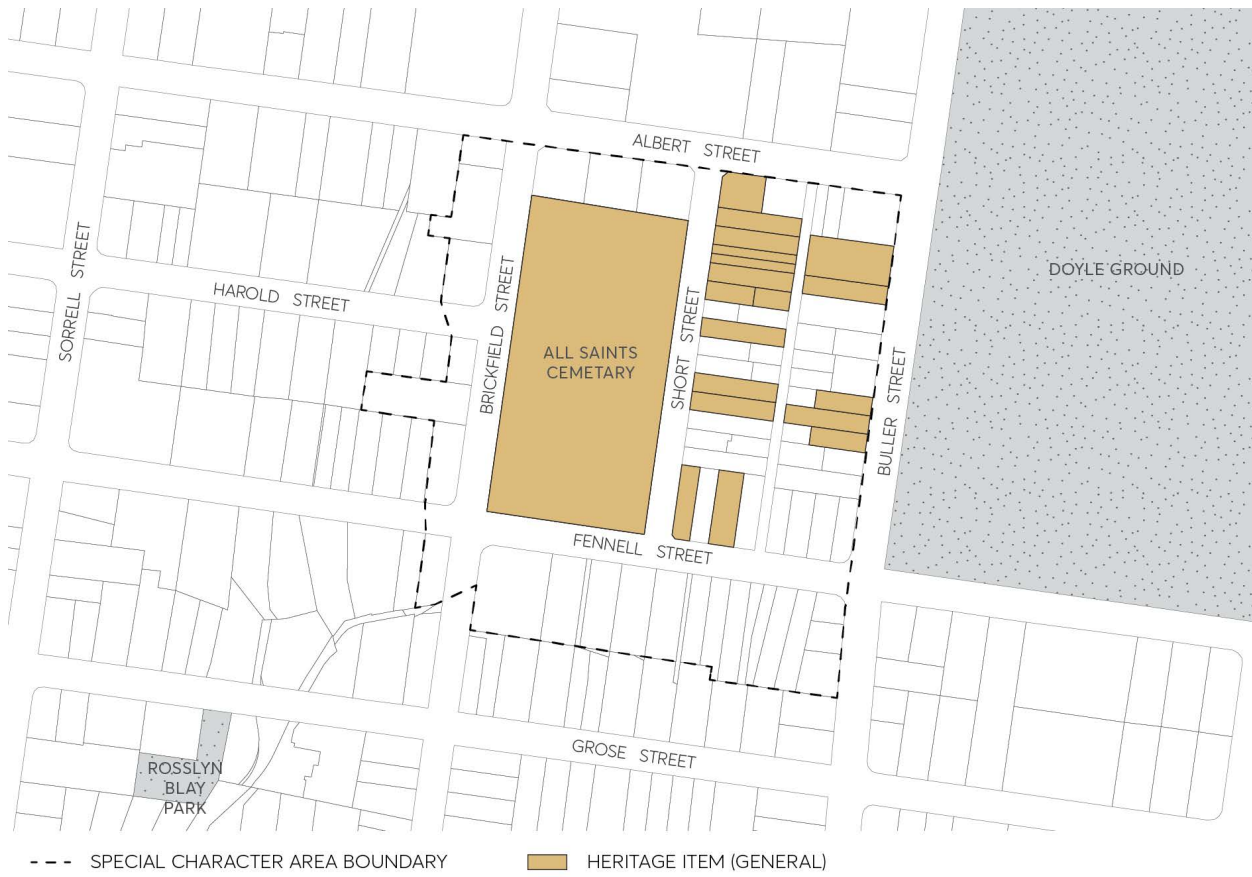 ALBERT STREET
DOYLE GROUND
SORRELL STREET
HAROLD STREET
BRICKFIELD STREET
ALL SAINTS
CEMETARY
SHORT STREET
BULLER STREET
FENNELL STREET
GROSE STREET
ROSSLYN
BLAY
PARK
SPECIAL CHARACTER AREA BOUNDARY
HERITAGE ITEM (GENERAL)